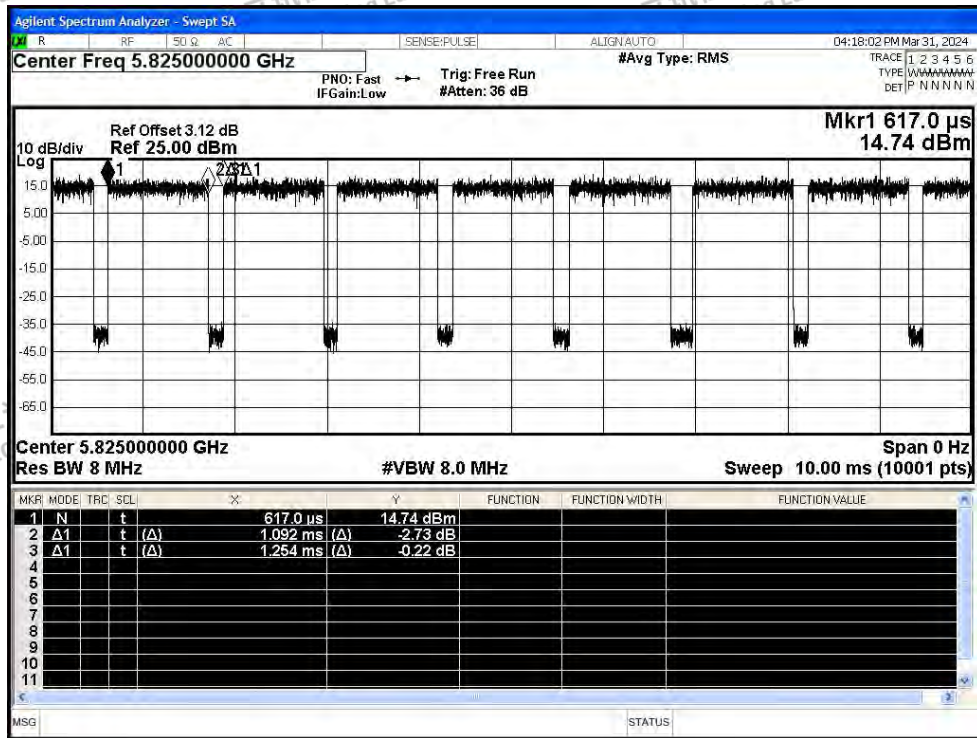 Agilent Spectrum Analyzer - Swept SA
LXI R RF 50 Ω AC SENSE:PULSE ALIGN AUTO 04:18:02 PM Mar 31, 2024
Center Freq 5.825000000 GHz #Avg Type: RMS TRACE 1 2 3 4 5 6
PNO: Fast Trig: Free Run TYPE WWWWWW
IFGain:Low #Atten: 36 dB DET P N N N N N
Mkr1 617.0 µs
Ref Offset 3.12 dB
10 dB/div Ref 25.00 dBm 14.74 dBm
Log
1 2Δ1 3Δ1
15.0
5.00
-5.00
-15.0
-25.0
-35.0
-45.0
-55.0
-65.0
Center 5.825000000 GHz Span 0 Hz
Res BW 8 MHz #VBW 8.0 MHz Sweep 10.00 ms (10001 pts)
MKR MODE TRC SCL X Y FUNCTION FUNCTION WIDTH FUNCTION VALUE
1 N t 617.0 µs 14.74 dBm
2 Δ1 t (Δ) 1.092 ms (Δ) -2.73 dB
3 Δ1 t (Δ) 1.254 ms (Δ) -0.22 dB
4
5
6
7
8
9
10
11
MSG STATUS